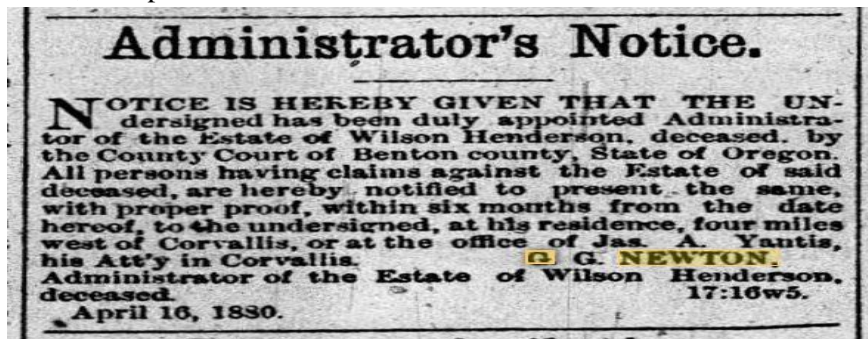 Administrator's Notice.
NOTICE IS HEREBY GIVEN THAT THE UN-
dersigned has been duly appointed Administra-
tor of the Estate of Wilson Henderson, deceased, by
the County Court of Benton county, State of Oregon.
All persons having claims against the Estate of said
deceased, are hereby notified to present the same,
with proper proof, within six months from the date
hereof, to the undersigned, at his residence, four miles
west of Corvallis, or at the office of Jas. A. Yantis,
his Att'y in Corvallis. G G. NEWTON.
Administrator of the Estate of Wilson Henderson,
deceased. 17:16w5.
April 16, 1880.